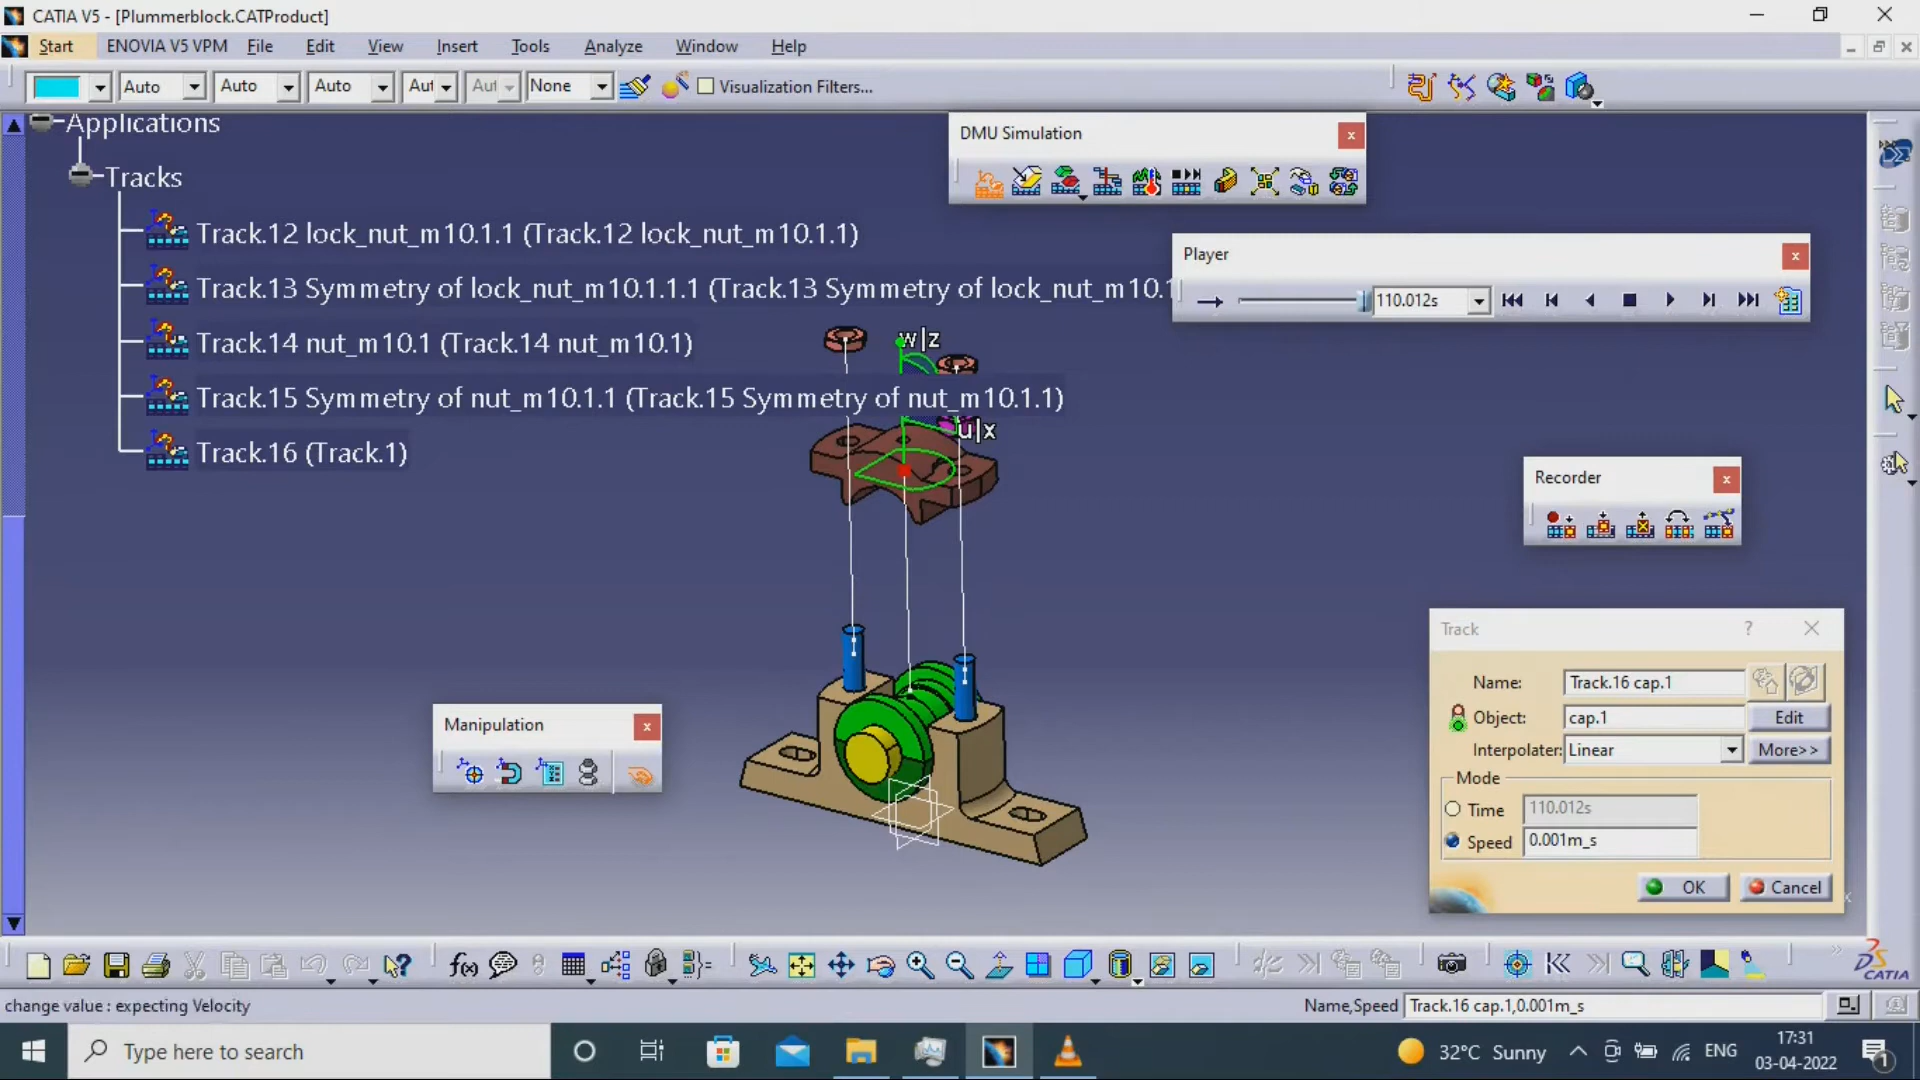 CATIA V5 - [Plummerblock.CATProduct]
Start ENOVIA V5 VPM File Edit View Insert Tools Analyze Window Help
Auto Auto Auto Aut Aut None Visualization Filters...
Applications
Tracks
Track.12 lock_nut_m10.1.1 (Track.12 lock_nut_m10.1.1)
Track.13 Symmetry of lock_nut_m10.1.1.1 (Track.13 Symmetry of lock_nut_m10.1
Track.14 nut_m10.1 (Track.14 nut_m10.1)
Track.15 Symmetry of nut_m10.1.1 (Track.15 Symmetry of nut_m10.1.1)
Track.16 (Track.1)
w|z
u|x
DMU Simulation
Player
110.012s
Recorder
Manipulation
Track
Name: Track.16 cap.1
Object: cap.1 Edit
Interpolater: Linear More>>
Mode
Time 110.012s
Speed 0.001m_s
OK Cancel
f(x)
DS CATIA
change value : expecting Velocity
Name,Speed Track.16 cap.1,0.001m_s
Type here to search
32°C Sunny
ENG
17:31
03-04-2022
1